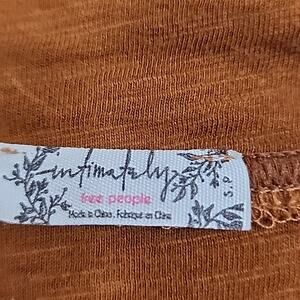 intimately
free people
Made in China. Fabriqué en Chine
S.P